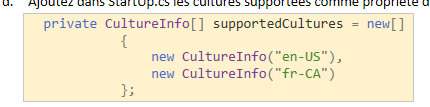 d. Ajoutez dans StartUp.cs les cultures supportées comme propriété d
private CultureInfo[] supportedCultures = new[]
{
new CultureInfo("en-US"),
new CultureInfo("fr-CA")
};